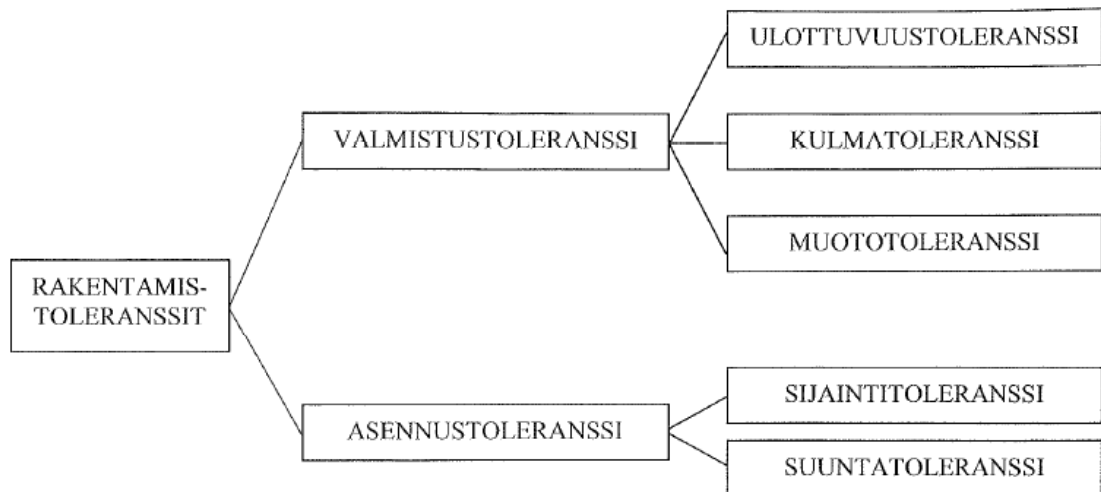 ULOTTUVUUSTOLERANSSI
VALMISTUSTOLERANSSI
KULMATOLERANSSI
MUOTOTOLERANSSI
RAKENTAMIS-
TOLERANSSIT
SIJAINTITOLERANSSI
ASENNUSTOLERANSSI
SUUNTATOLERANSSI